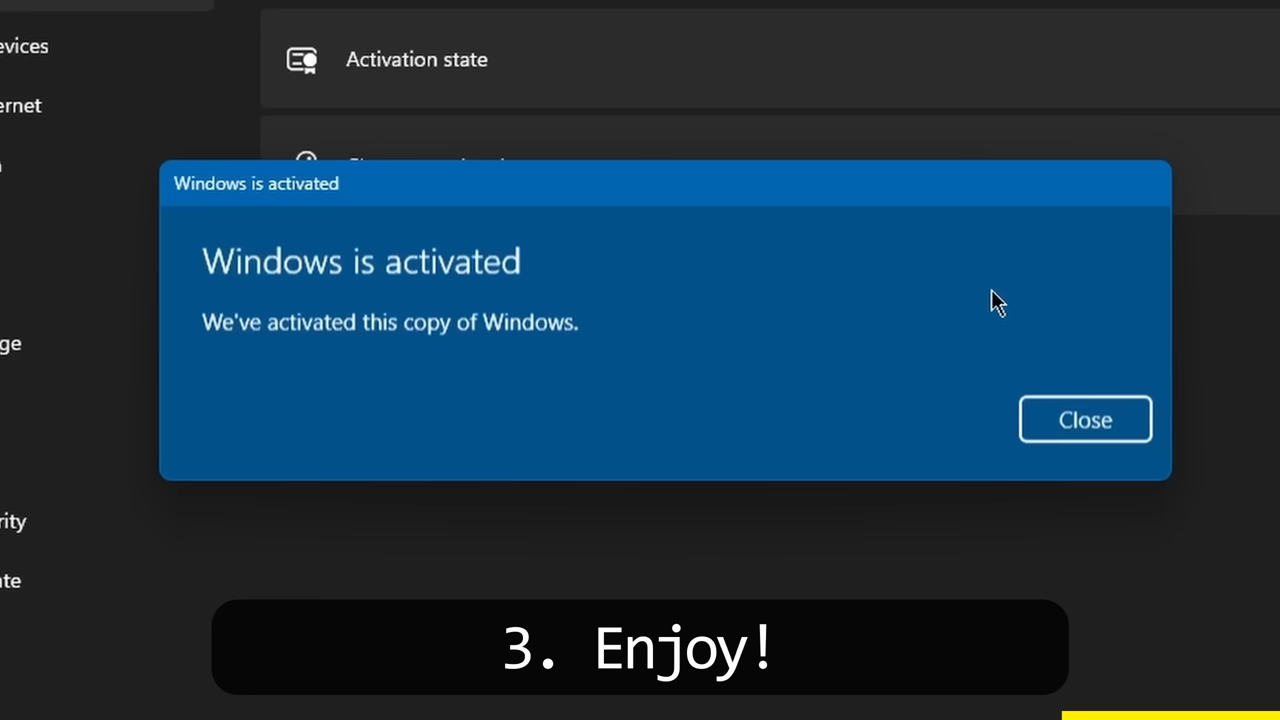 evices
Activation state
ernet
Windows is activated
Windows is activated
We've activated this copy of Windows.
ge
Close
rity
ate
3. Enjoy!